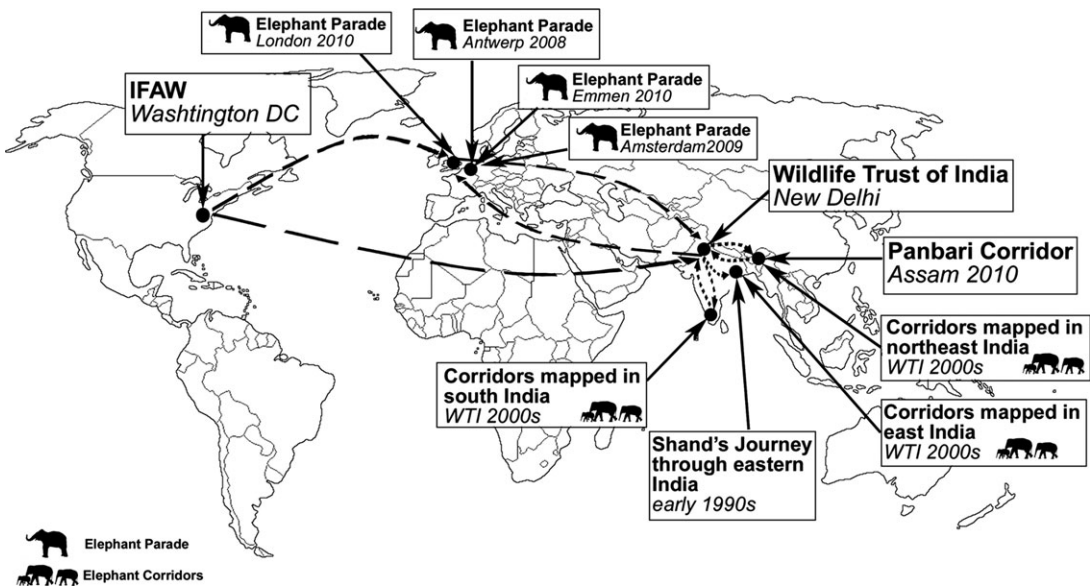 Elephant Parade
London 2010
Elephant Parade
Antwerp 2008
IFAW
Washtington DC
Elephant Parade
Emmen 2010
Elephant Parade
Amsterdam2009
Wildlife Trust of India
New Delhi
Panbari Corridor
Assam 2010
Corridors mapped in
northeast India
WTI 2000s
Corridors mapped in
south India
WTI 2000s
Corridors mapped in
east India
WTI 2000s
Shand's Journey
through eastern
India
early 1990s
Elephant Parade
Elephant Corridors